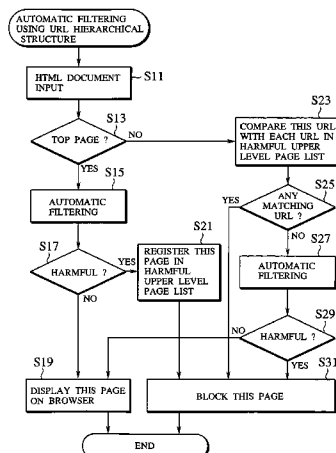 AUTOMATIC FILTERING
USING URL HIERARCHICAL
STRUCTURE
S11
HTML DOCUMENT
INPUT
S13
TOP PAGE ?
NO
YES
S15
AUTOMATIC
FILTERING
S17
HARMFUL ?
YES
NO
S21
REGISTER THIS
PAGE IN
HARMFUL
UPPER LEVEL
PAGE LIST
S23
COMPARE THIS URL
WITH EACH URL IN
HARMFUL UPPER
LEVEL PAGE LIST
S25
ANY
MATCHING
URL ?
YES
NO
S27
AUTOMATIC
FILTERING
S29
HARMFUL ?
NO
YES
S31
BLOCK THIS PAGE
S19
DISPLAY THIS PAGE
ON BROWSER
END